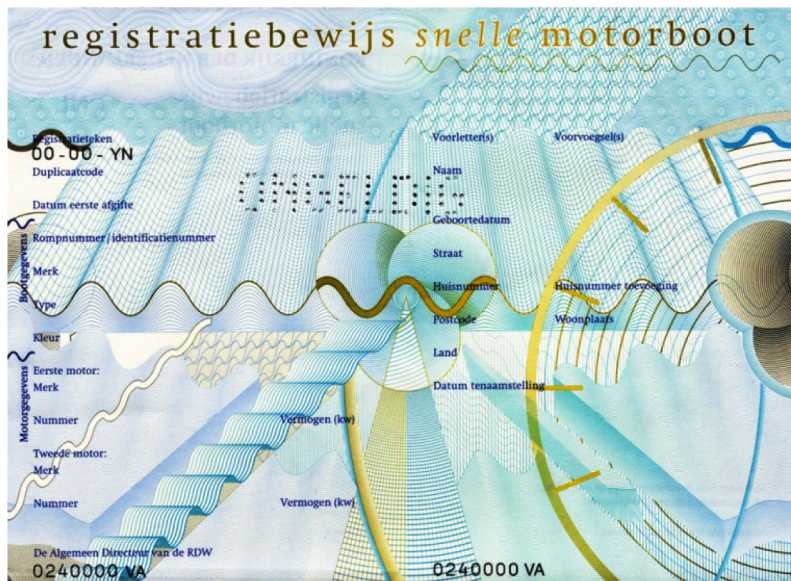 registratiebewijs snelle motorboot
Registratieteken
00-00-YN
Duplicaatcode
Datum eerste afgifte
ONGELDIG
Bootgegevens
Rompnummer/identificatienummer
Merk
Type
Kleur
Motorgegevens
Eerste motor:
Merk
Nummer Vermogen (kw)
Tweede motor:
Merk
Nummer Vermogen (kw)
De Algemeen Directeur van de RDW
0240000 VA
Voorletter(s) Voorvoegsel(s)
Naam
Geboortedatum
Straat
Huisnummer Huisnummer toevoeging
Postcode Woonplaats
Land
Datum tenaamstelling
0240000 VA